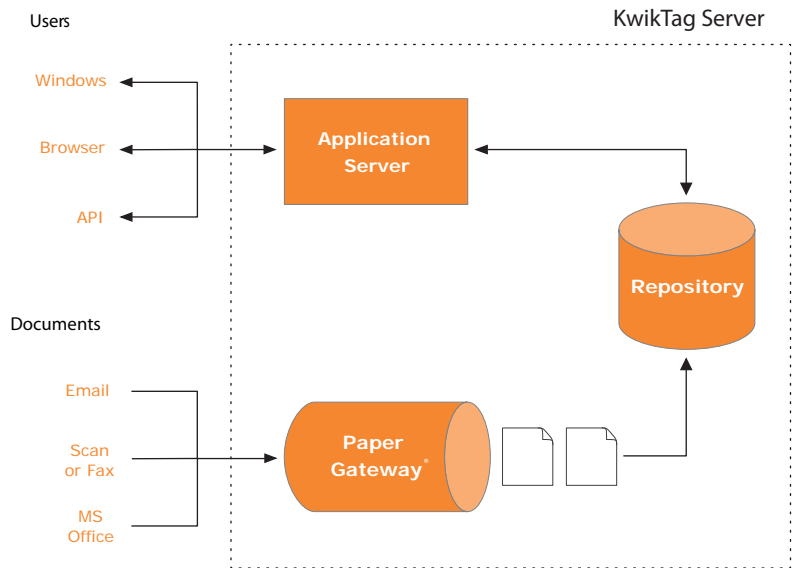 Users
KwikTag Server
Windows
Browser
API
Application
Server
Repository
Documents
Email
Scan
or Fax
MS
Office
Paper
Gateway®